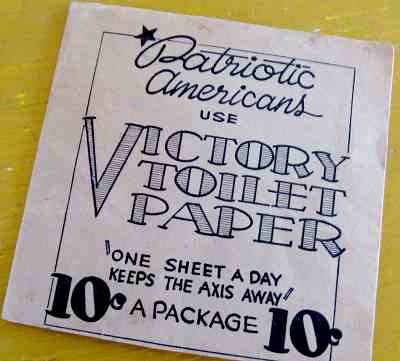 Patriotic
Americans
USE
VICTORY
TOILET
PAPER
"ONE SHEET A DAY
KEEPS THE AXIS AWAY"
10¢ A PACKAGE 10¢